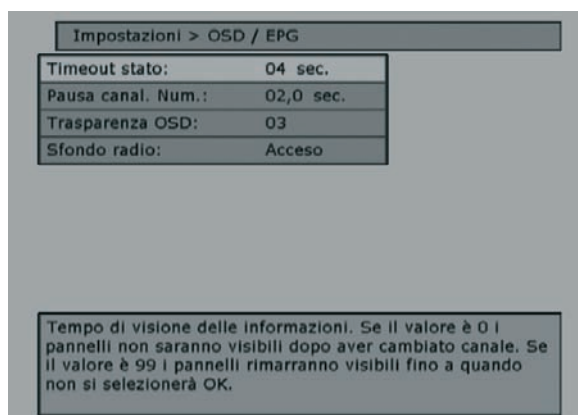 Impostazioni > OSD / EPG
Timeout stato: 04 sec.
Pausa canal. Num.: 02,0 sec.
Trasparenza OSD: 03
Sfondo radio: Acceso
Tempo di visione delle informazioni. Se il valore è 0 i
pannelli non saranno visibili dopo aver cambiato canale. Se
il valore è 99 i pannelli rimarranno visibili fino a quando
non si selezionerà OK.